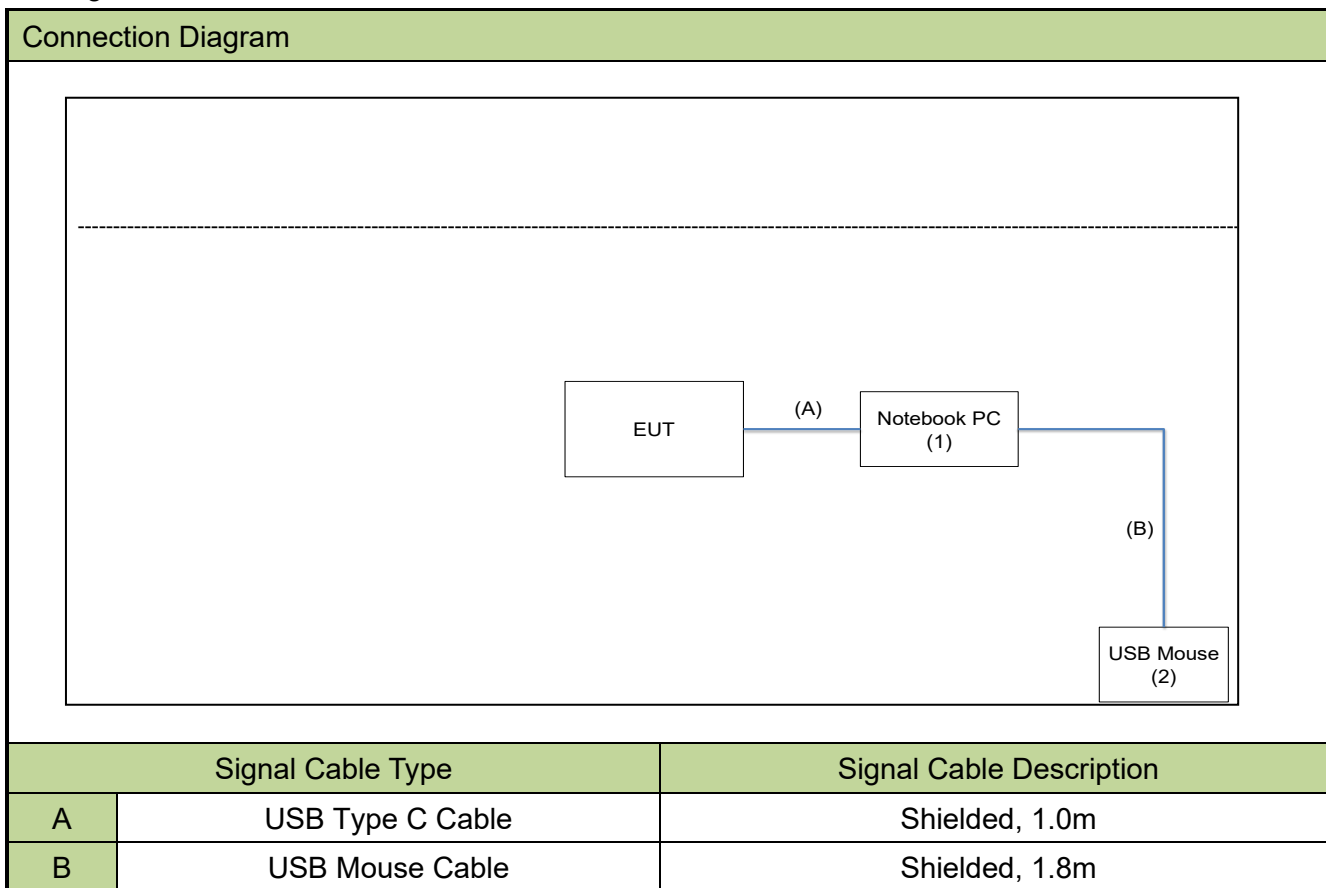 Connection Diagram
EUT
(A)
Notebook PC
(1)
(B)
USB Mouse
(2)
Signal Cable Type Signal Cable Description
A USB Type C Cable Shielded, 1.0m
B USB Mouse Cable Shielded, 1.8m